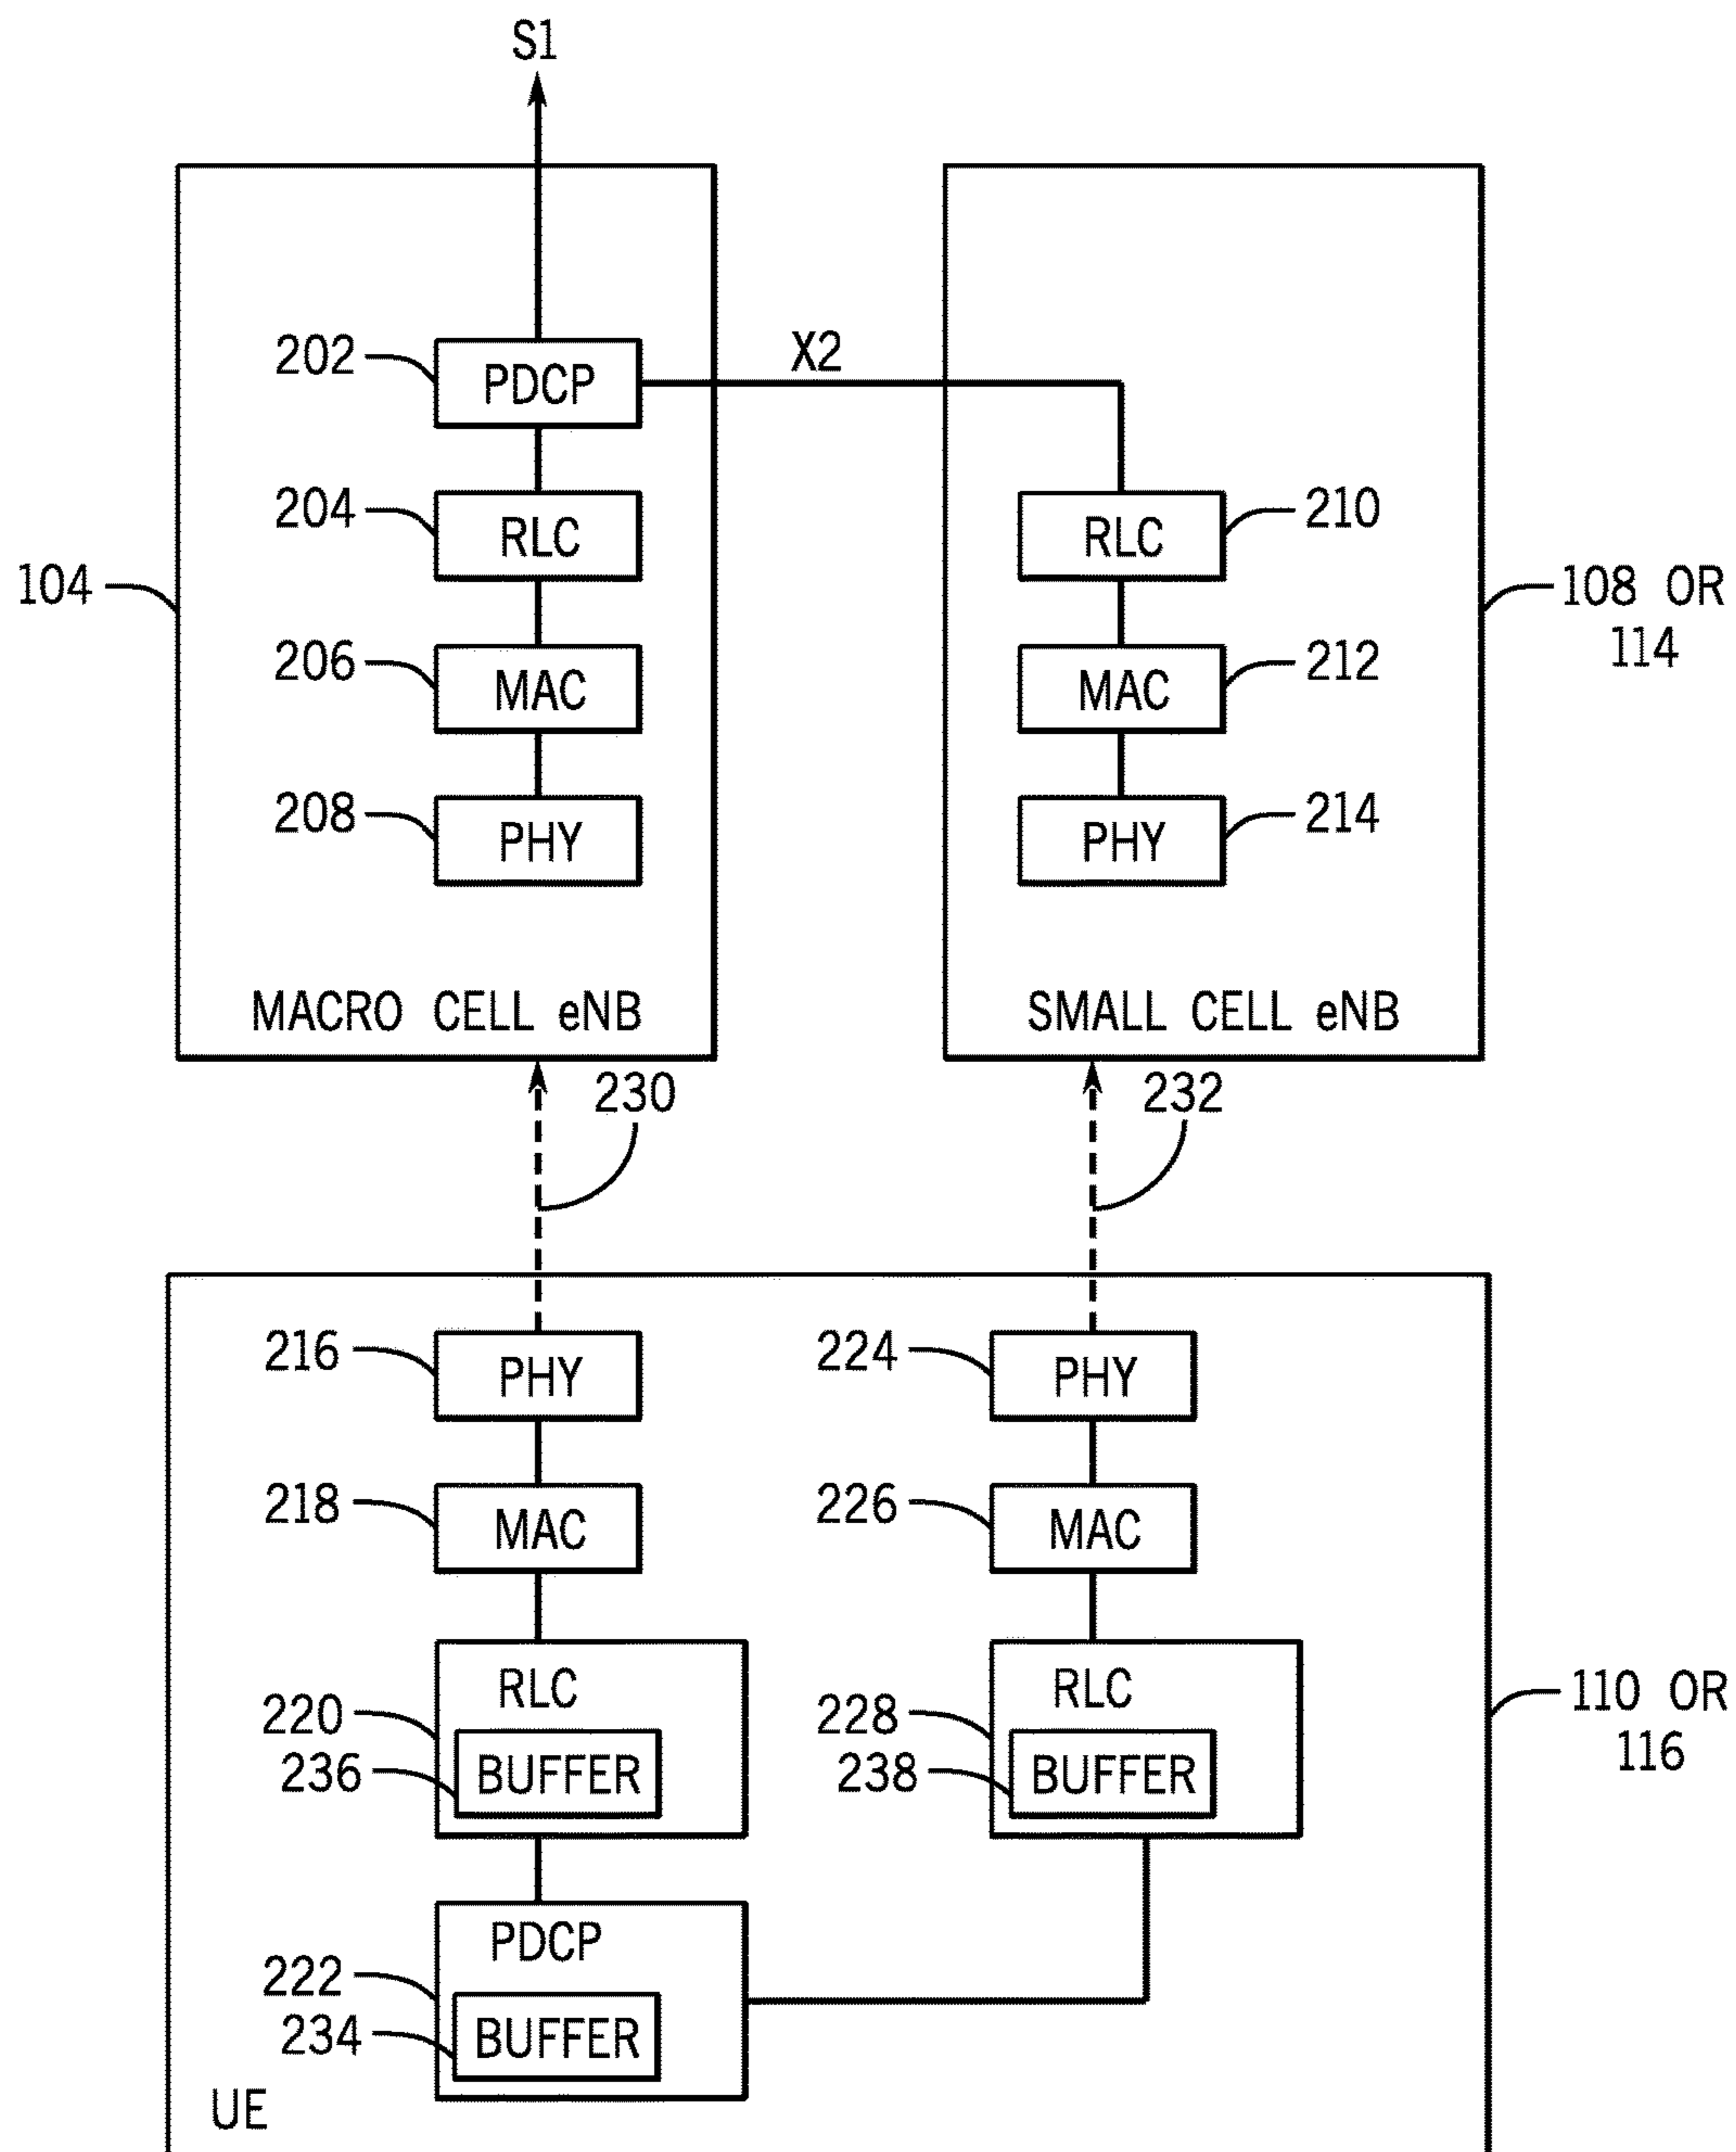 S1
202
PDCP
X2
204
RLC
RLC
210
104
108 OR
114
206
MAC
MAC
212
208
PHY
PHY
214
MACRO CELL eNB
SMALL CELL eNB
230
232
216
PHY
224
PHY
218
MAC
226
MAC
RLC
RLC
220
228
110 OR
116
236
BUFFER
238
BUFFER
PDCP
222
234
BUFFER
UE